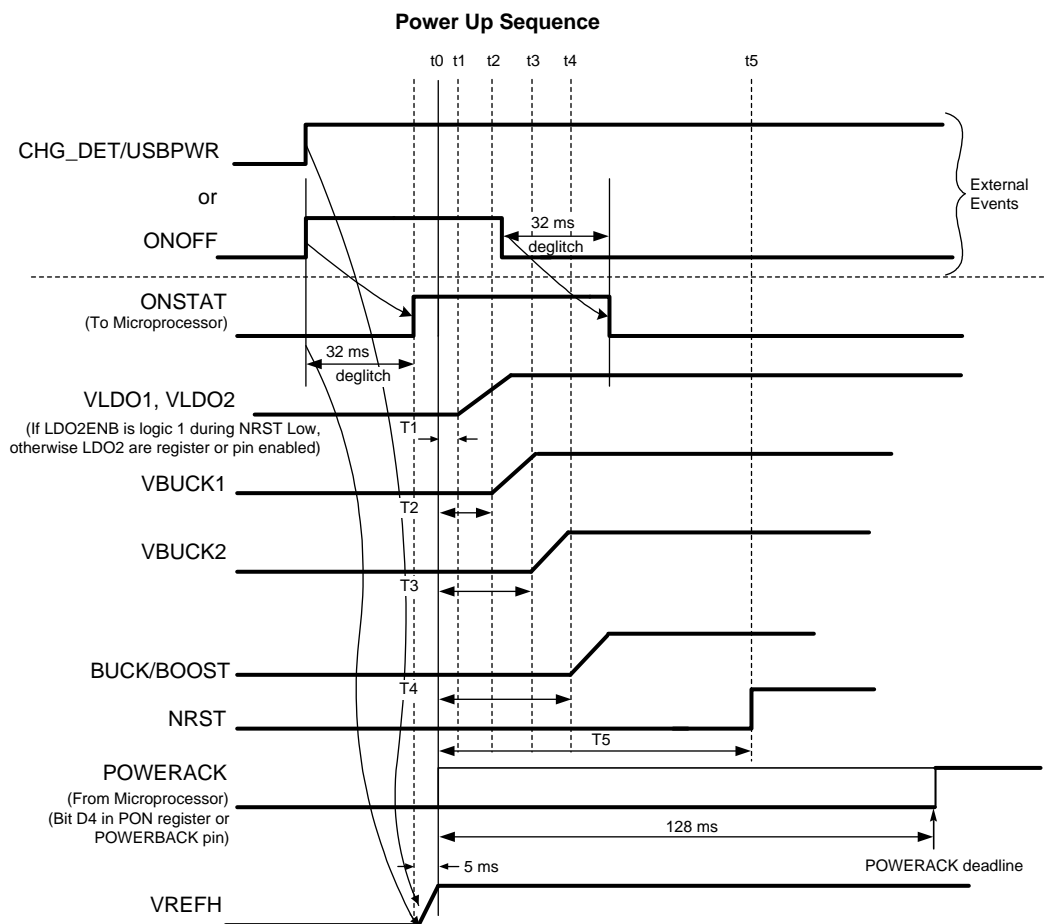 Power Up Sequence
t0 t1 t2 t3 t4 t5
CHG_DET/USBPWR
or
ONOFF
External
Events
32 ms
deglitch
ONSTAT
(To Microprocessor)
32 ms
deglitch
VLDO1, VLDO2
(If LDO2ENB is logic 1 during NRST Low,
otherwise LDO2 are register or pin enabled)
T1
VBUCK1
T2
VBUCK2
T3
BUCK/BOOST
T4
NRST
T5
POWERACK
(From Microprocessor)
(Bit D4 in PON register or
POWERBACK pin)
128 ms
POWERACK deadline
5 ms
VREFH